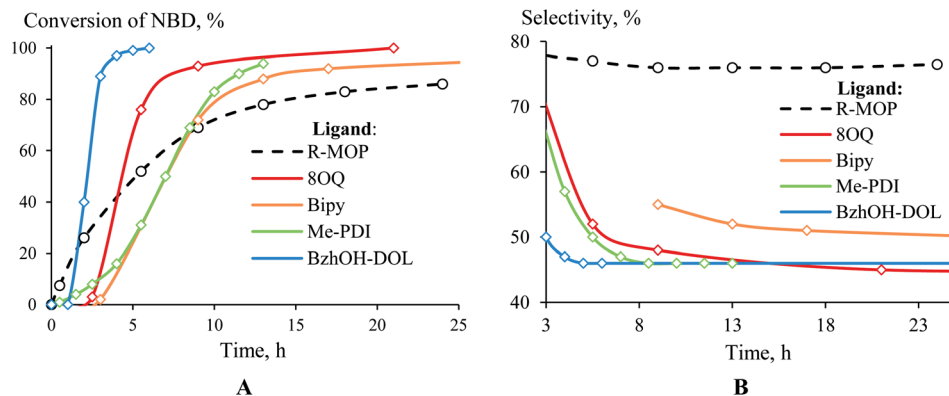 Conversion of NBD, %
100
80
60
40
20
0
0
5
10
15
20
25
Time, h
Ligand:
R-MOP
8OQ
Bipy
Me-PDI
BzhOH-DOL
A
Selectivity, %
80
70
60
50
40
3
8
13
18
23
Time, h
Ligand:
R-MOP
8OQ
Bipy
Me-PDI
BzhOH-DOL
B